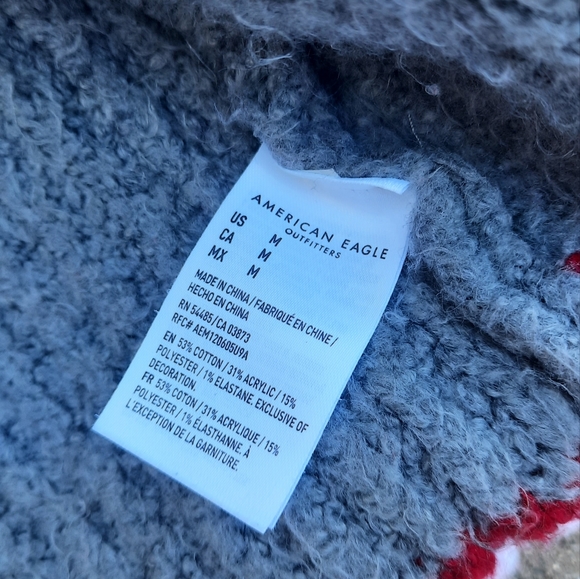 AMERICAN EAGLE
OUTFITTERS
US M
CA M
MX M
MADE IN CHINA / FABRIQUÉ EN CHINE /
HECHO EN CHINA
RN 54485 / CA 03873
RFC# AEM120605U9A
EN 53% COTTON / 31% ACRYLIC / 15%
POLYESTER / 1% ELASTANE. EXCLUSIVE OF
DECORATION.
FR 53% COTTON / 31% ACRYLIQUE / 15%
POLYESTER / 1% ÉLASTHANNE. À
L'EXCEPTION DE LA GARNITURE.